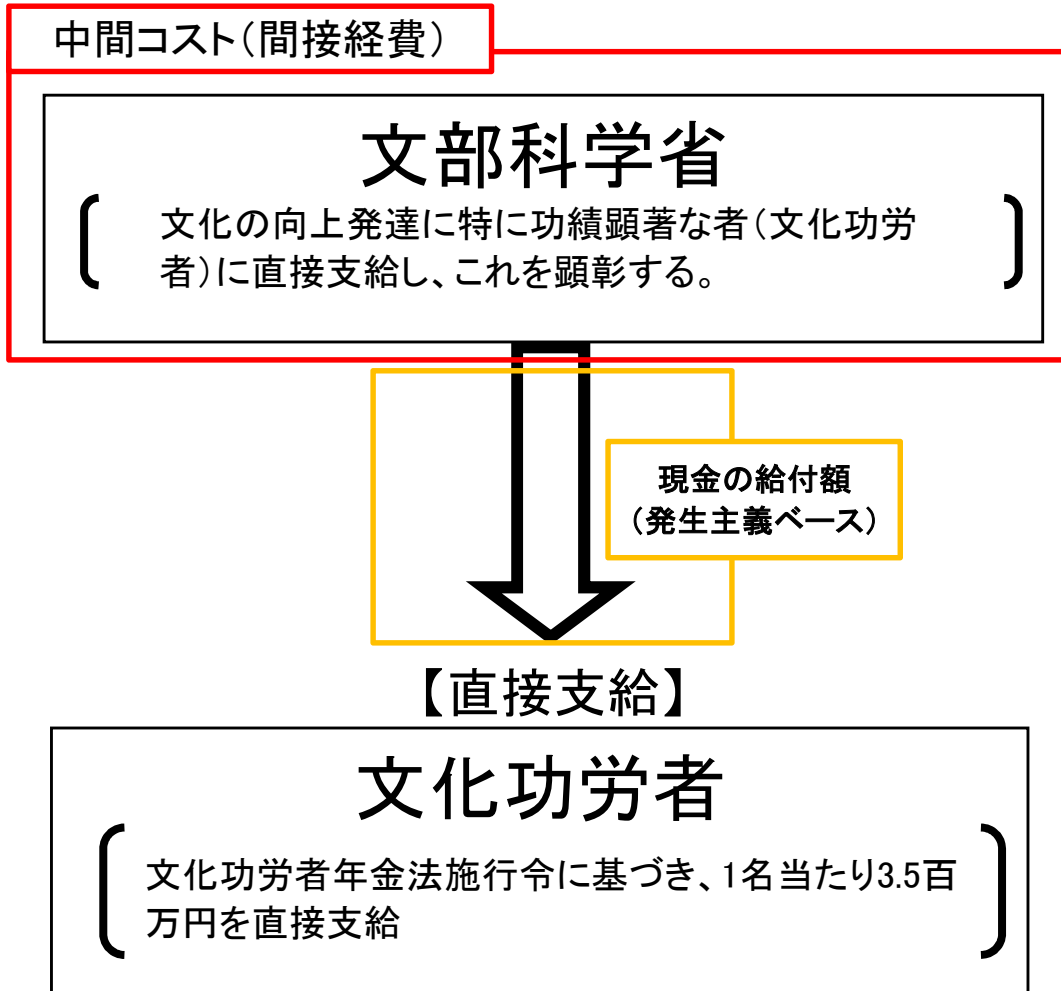 中間コスト（間接経費）
文部科学省
文化の向上発達に特に功績顕著な者（文化功労
者）に直接支給し、これを顕彰する。
現金の給付額
（発生主義ベース）
【直接支給】
文化功労者
文化功労者年金法施行令に基づき、1名当たり3.5百
万円を直接支給